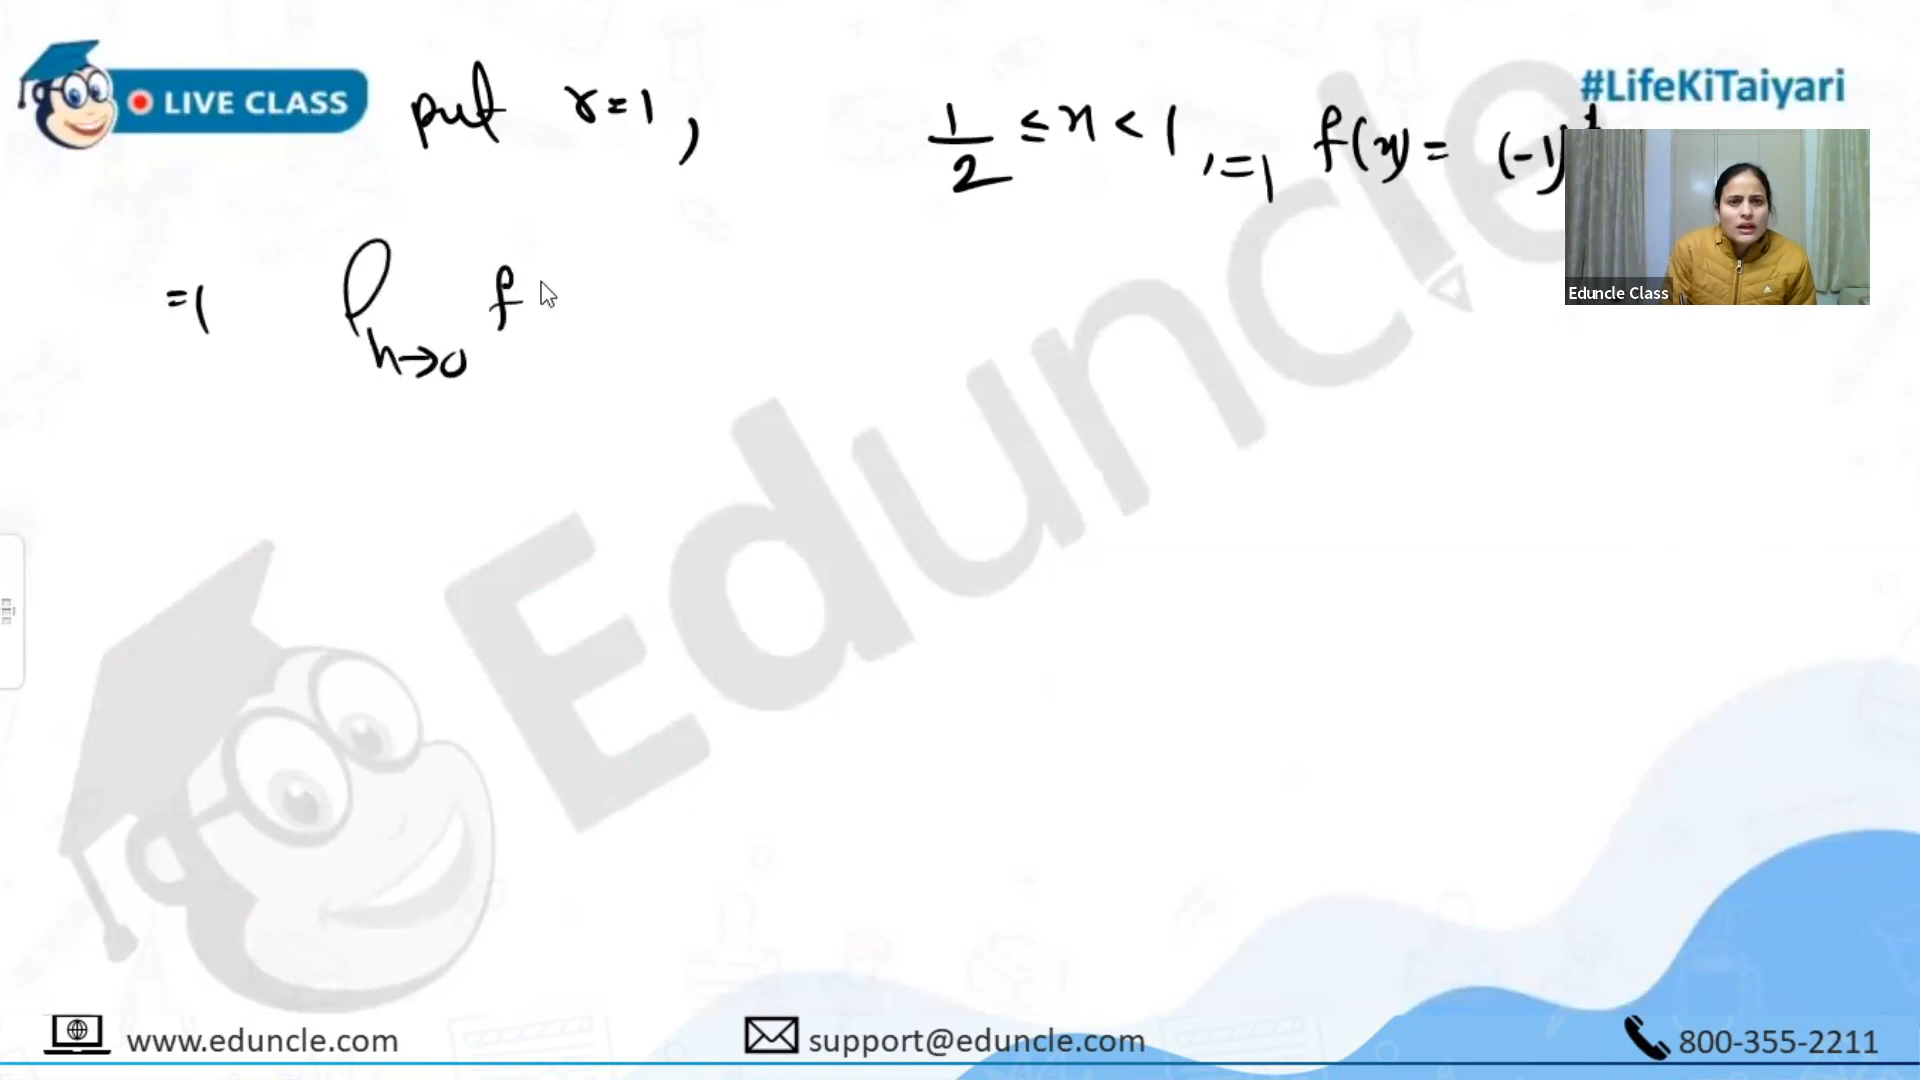 LIVE CLASS
#LifeKiTaiyari
put r=1, 1/2 ≤ x < 1, =1 f(x) = (-1)
=1 l h→0 f
Eduncle Class
Eduncle
www.eduncle.com
support@eduncle.com
800-355-2211